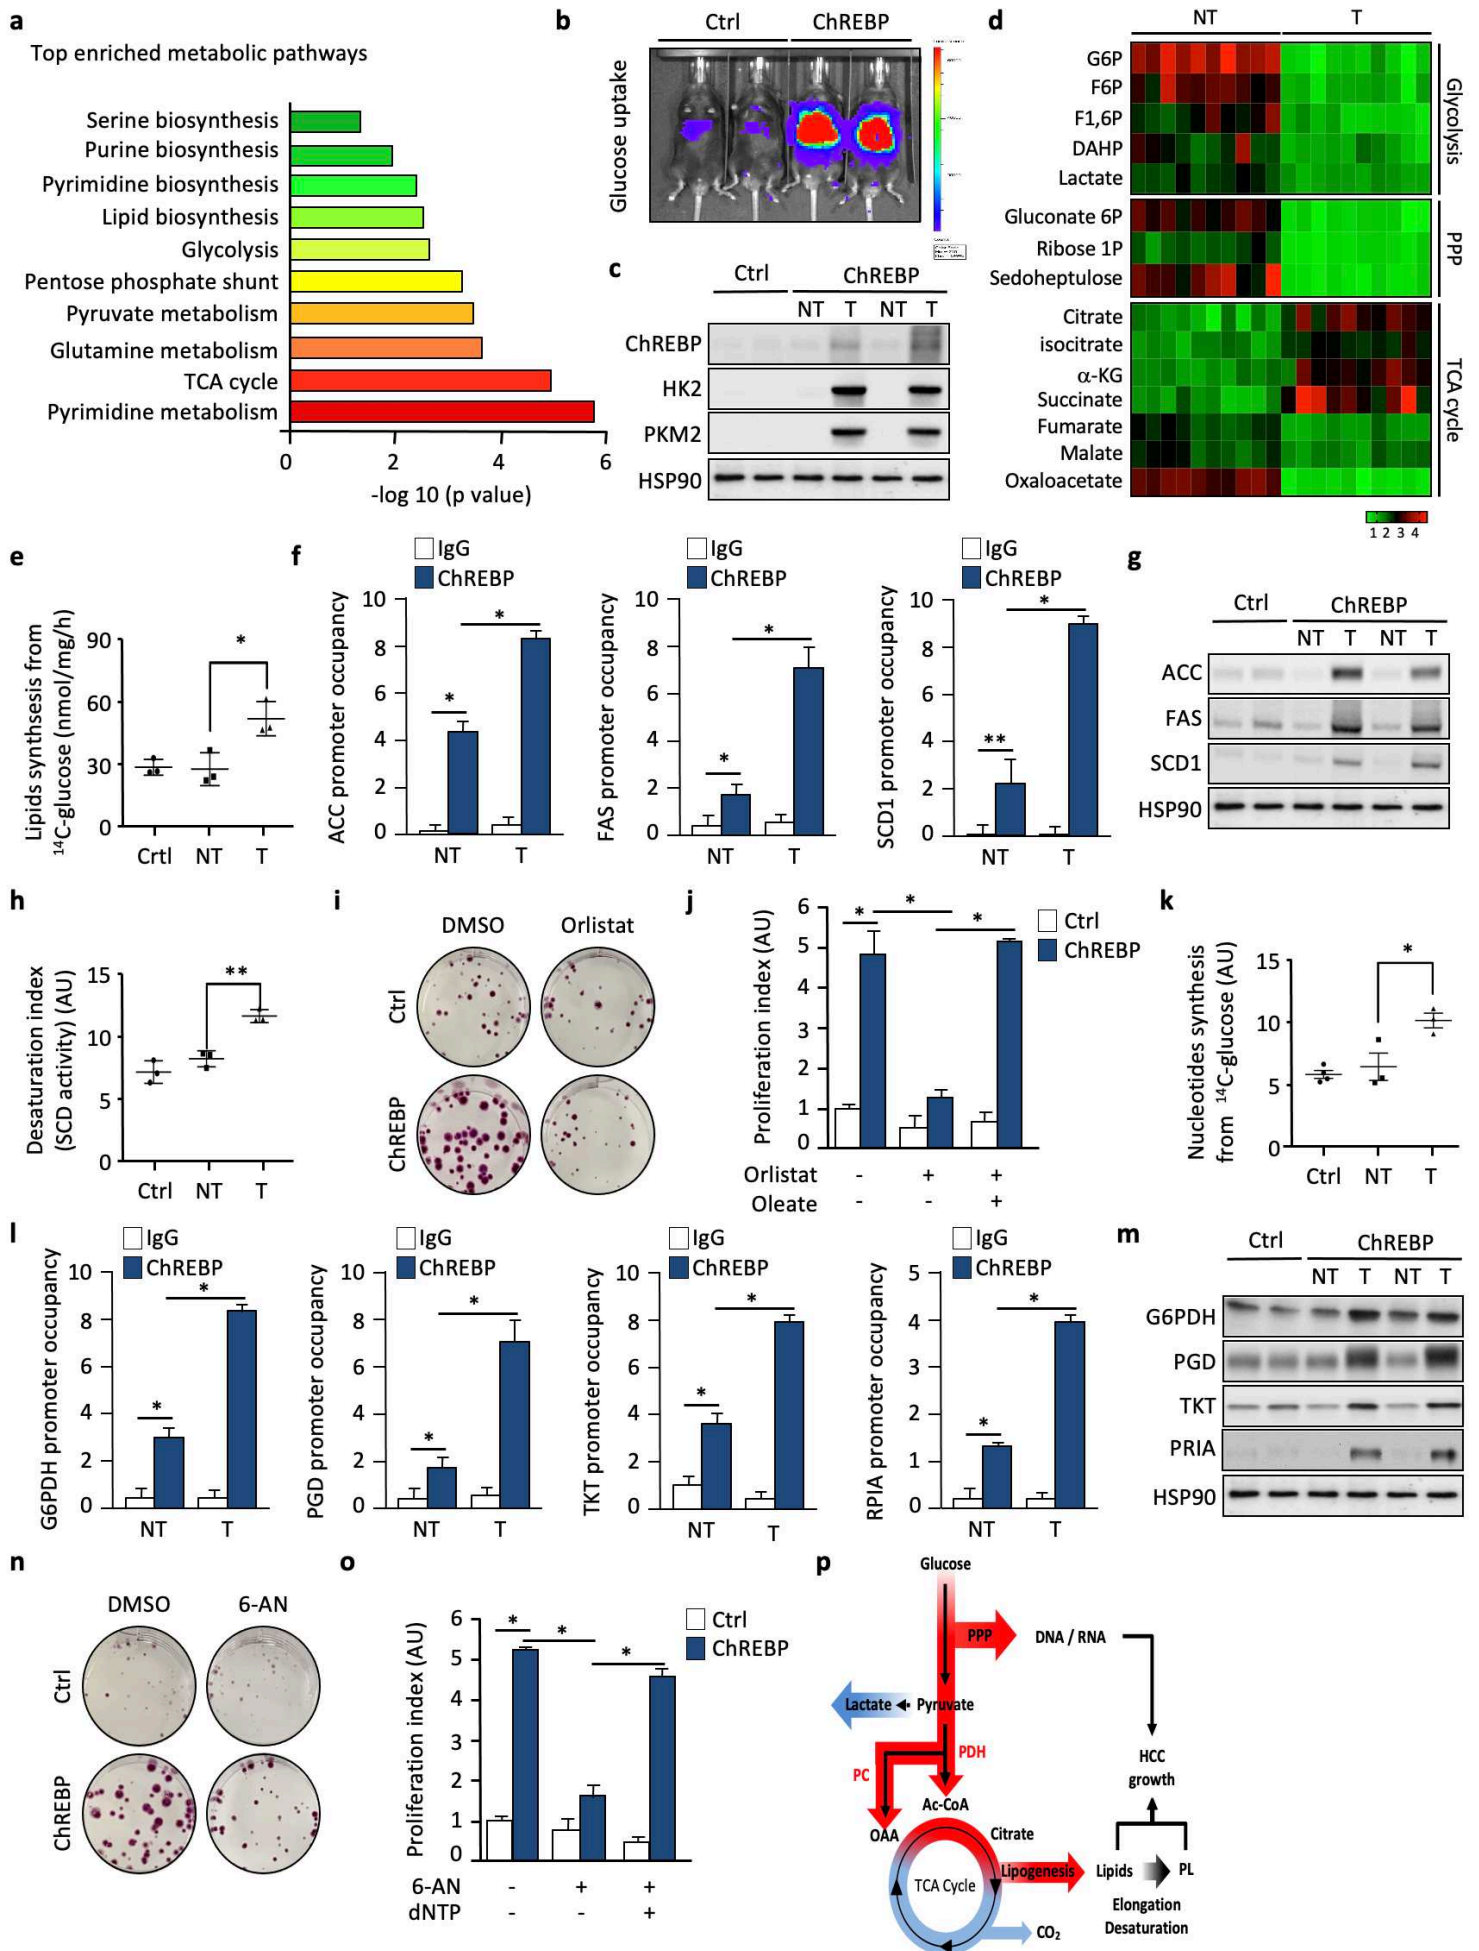 a
Top enriched metabolic pathways
Serine biosynthesis
Purine biosynthesis
Pyrimidine biosynthesis
Lipid biosynthesis
Glycolysis
Pentose phosphate shunt
Pyruvate metabolism
Glutamine metabolism
TCA cycle
Pyrimidine metabolism
0 2 4 6
-log 10 (p value)
b
Ctrl ChREBP
Glucose uptake
c
Ctrl ChREBP
NT T NT T
ChREBP
HK2
PKM2
HSP90
d
NT T
G6P
F6P
F1,6P
DAHP
Lactate
Glycolysis
Gluconate 6P
Ribose 1P
Sedoheptulose
PPP
Citrate
isocitrate
α-KG
Succinate
Fumarate
Malate
Oxaloacetate
TCA cycle
1 2 3 4
e
Lipids synthsesis from
14C-glucose (nmol/mg/h)
90
60
30
0
*
Crtl NT T
f
IgG
ChREBP
ACC promoter occupancy
10
8
6
4
2
0
* *
NT T
IgG
ChREBP
FAS promoter occupancy
10
8
6
4
2
0
* *
NT T
IgG
ChREBP
SCD1 promoter occupancy
10
8
6
4
2
0
** *
NT T
g
Ctrl ChREBP
NT T NT T
ACC
FAS
SCD1
HSP90
h
Desaturation index
(SCD activity) (AU)
15
10
5
0
**
Ctrl NT T
i
DMSO Orlistat
Ctrl
ChREBP
j
Proliferation index (AU)
6
5
4
3
2
1
0
* * *
Ctrl
ChREBP
Orlistat - + +
Oleate - - +
k
Nucleotides synthesis
from 14C-glucose (AU)
15
10
5
0
*
Ctrl NT T
l
IgG
ChREBP
G6PDH promoter occupancy
10
8
6
4
2
0
* *
NT T
IgG
ChREBP
PGD promoter occupancy
10
8
6
4
2
0
* *
NT T
IgG
ChREBP
TKT promoter occupancy
10
8
6
4
2
0
* *
NT T
IgG
ChREBP
RPIA promoter occupancy
5
4
3
2
1
0
* *
NT T
m
Ctrl ChREBP
NT T NT T
G6PDH
PGD
TKT
PRIA
HSP90
n
DMSO 6-AN
Ctrl
ChREBP
o
Proliferation index (AU)
6
5
4
3
2
1
0
* * *
Ctrl
ChREBP
6-AN - + +
dNTP - - +
p
Glucose
PPP
DNA / RNA
Lactate
Pyruvate
PDH
PC
HCC
growth
Ac-CoA
OAA
Citrate
TCA Cycle
Lipogenesis
Lipids
PL
Elongation
Desaturation
CO2